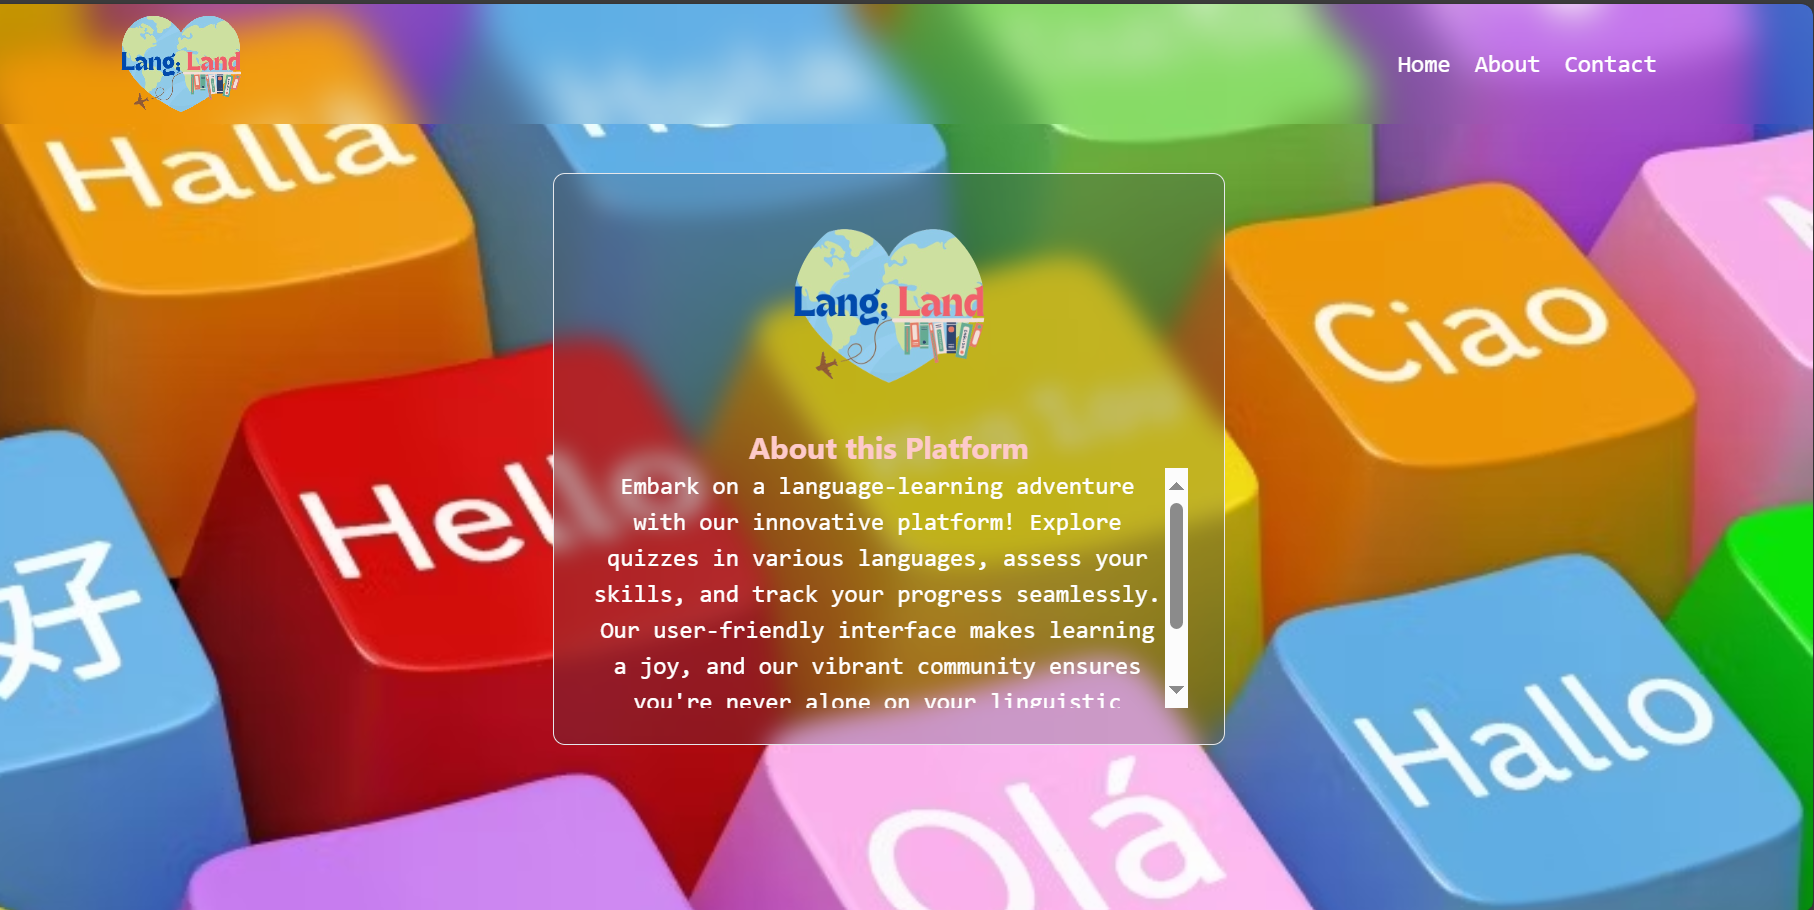 Lang; Land
Home About Contact
Halla
Ciao
Lang; Land
Hello
About this Platform
Embark on a language-learning adventure
with our innovative platform! Explore
quizzes in various languages, assess your
skills, and track your progress seamlessly.
Our user-friendly interface makes learning
a joy, and our vibrant community ensures
you're never alone on your linguistic
好
Hallo
Olá